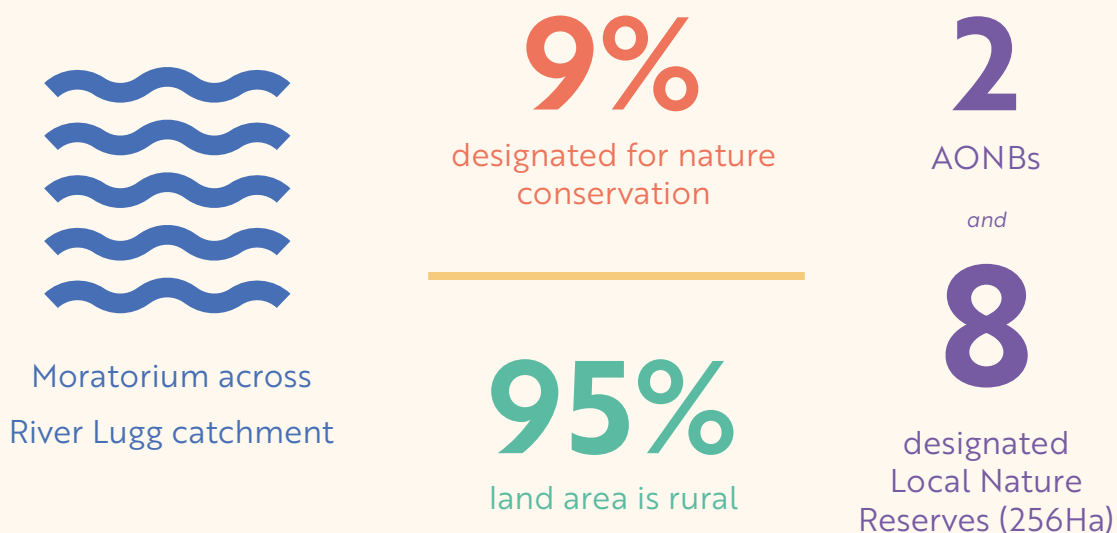 Moratorium across
River Lugg catchment
9%
designated for nature
conservation
95%
land area is rural
2
AONBs
and
8
designated
Local Nature
Reserves (256Ha)